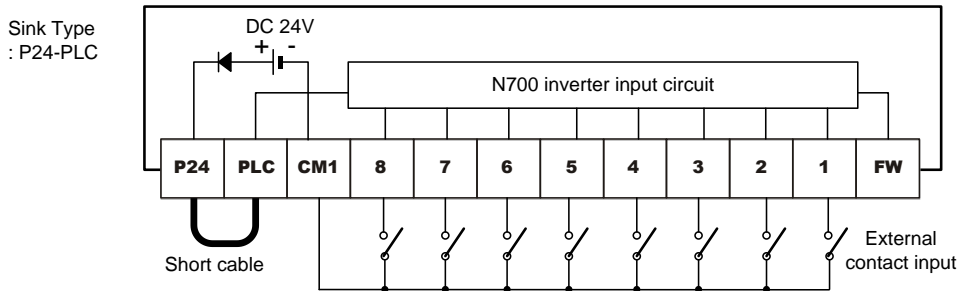 Sink Type
: P24-PLC
DC 24V
+ -
N700 inverter input circuit
P24 PLC CM1 8 7 6 5 4 3 2 1 FW
Short cable
External
contact input